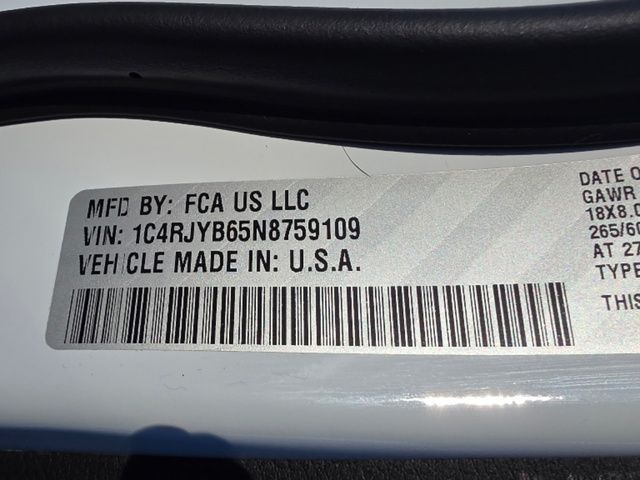 MFD BY: FCA US LLC
VIN: 1C4RJYB65N8759109
VEHICLE MADE IN: U.S.A.
DATE O
GAWR
18X8.0
265/60
AT 27
TYPE
THIS